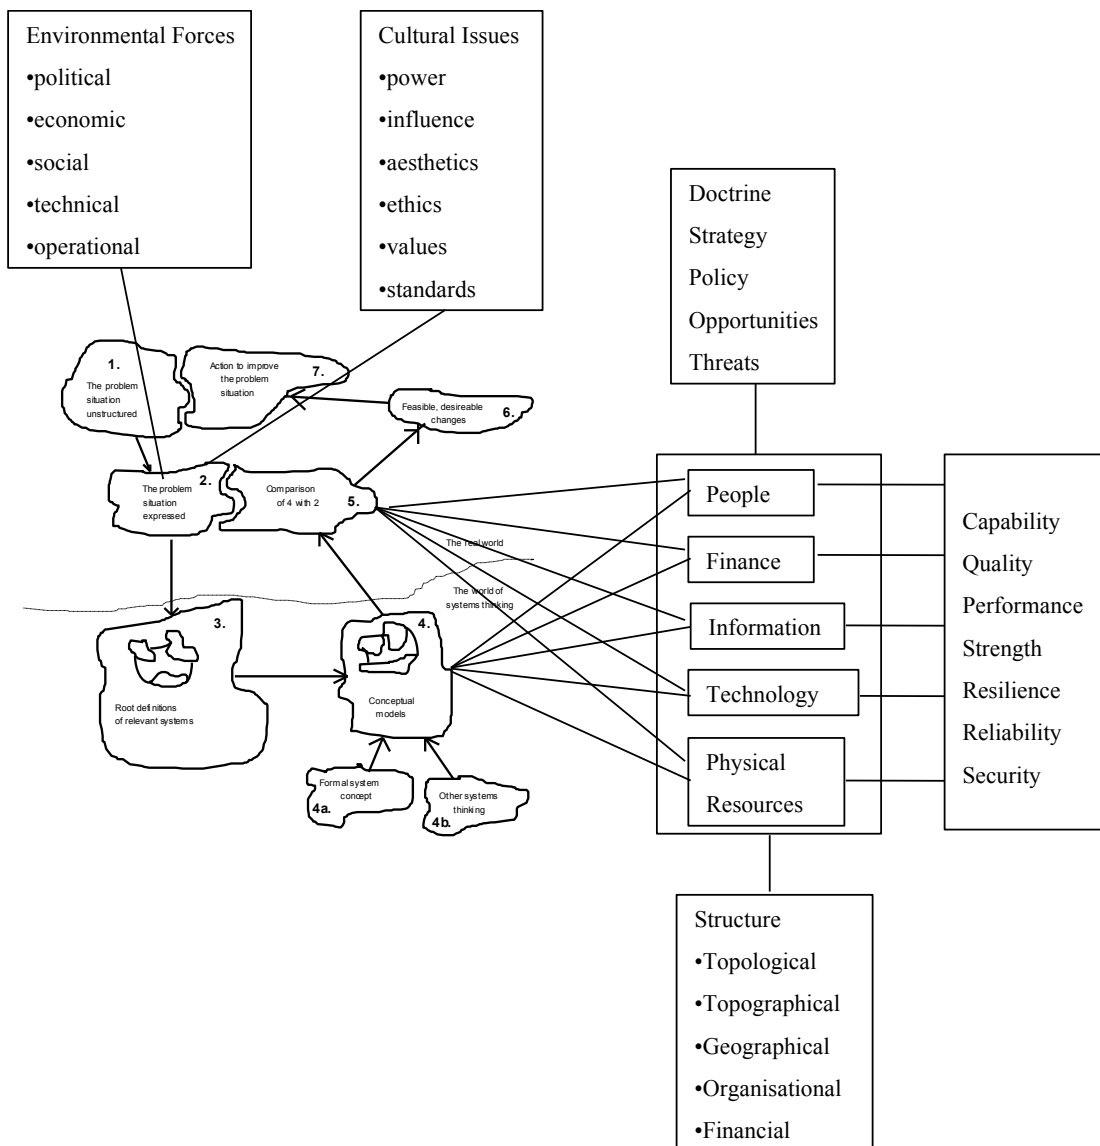 Environmental Forces
•political
•economic
•social
•technical
•operational
Cultural Issues
•power
•influence
•aesthetics
•ethics
•values
•standards
Doctrine
Strategy
Policy
Opportunities
Threats
1.
The problem
situation
unstructured
Action to improve
the problem
situation
7.
Feasible, desireable
changes
6.
2.
The problem
situation
expressed
Comparison
of 4 with 2
5.
The real world
The world of
systems thinking
3.
Root definitions
of relevant systems
4.
Conceptual
models
Formal system
concept
4a.
Other systems
thinking
4b.
People
Finance
Information
Technology
Physical
Resources
Capability
Quality
Performance
Strength
Resilience
Reliability
Security
Structure
•Topological
•Topographical
•Geographical
•Organisational
•Financial